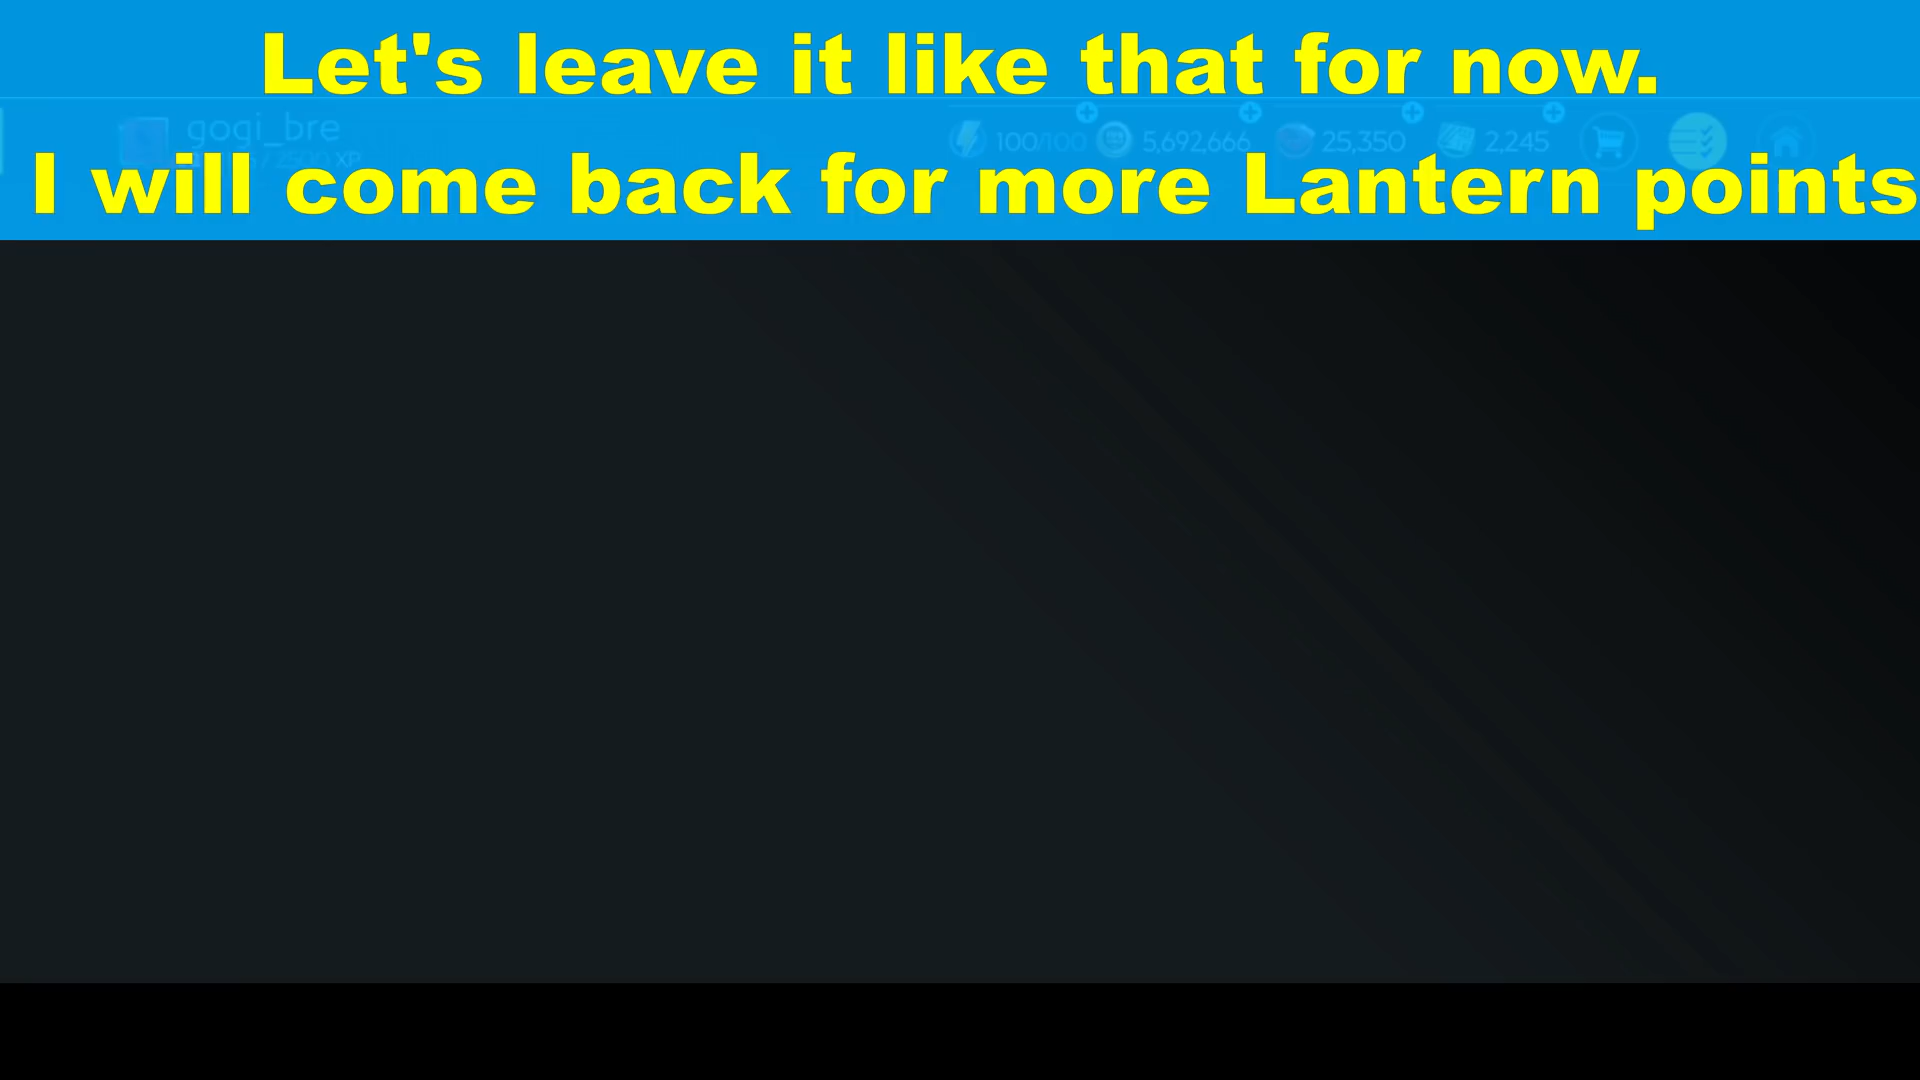 Let's leave it like that for now.
gogi_bre
100/100 5,692,666 25,350 2,245
I will come back for more Lantern points